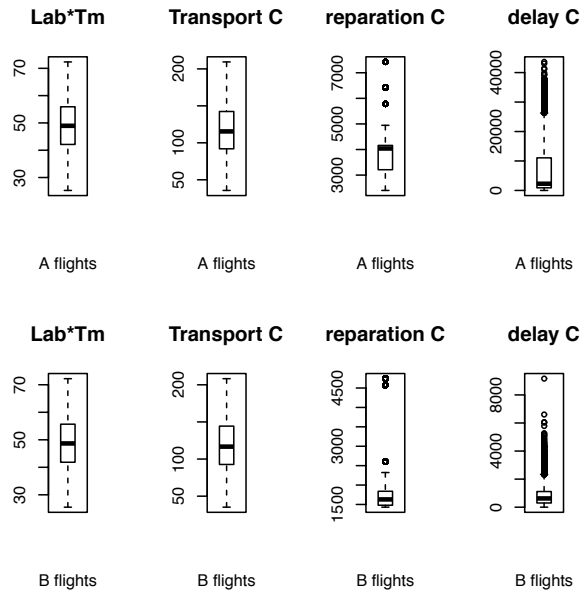 Lab*Tm
Transport C
reparation C
delay C
30 50 70
50 100 200
3000 5000 7000
0 20000 40000
A flights
A flights
A flights
A flights
Lab*Tm
Transport C
reparation C
delay C
30 50 70
50 100 200
1500 3000 4500
0 4000 8000
B flights
B flights
B flights
B flights